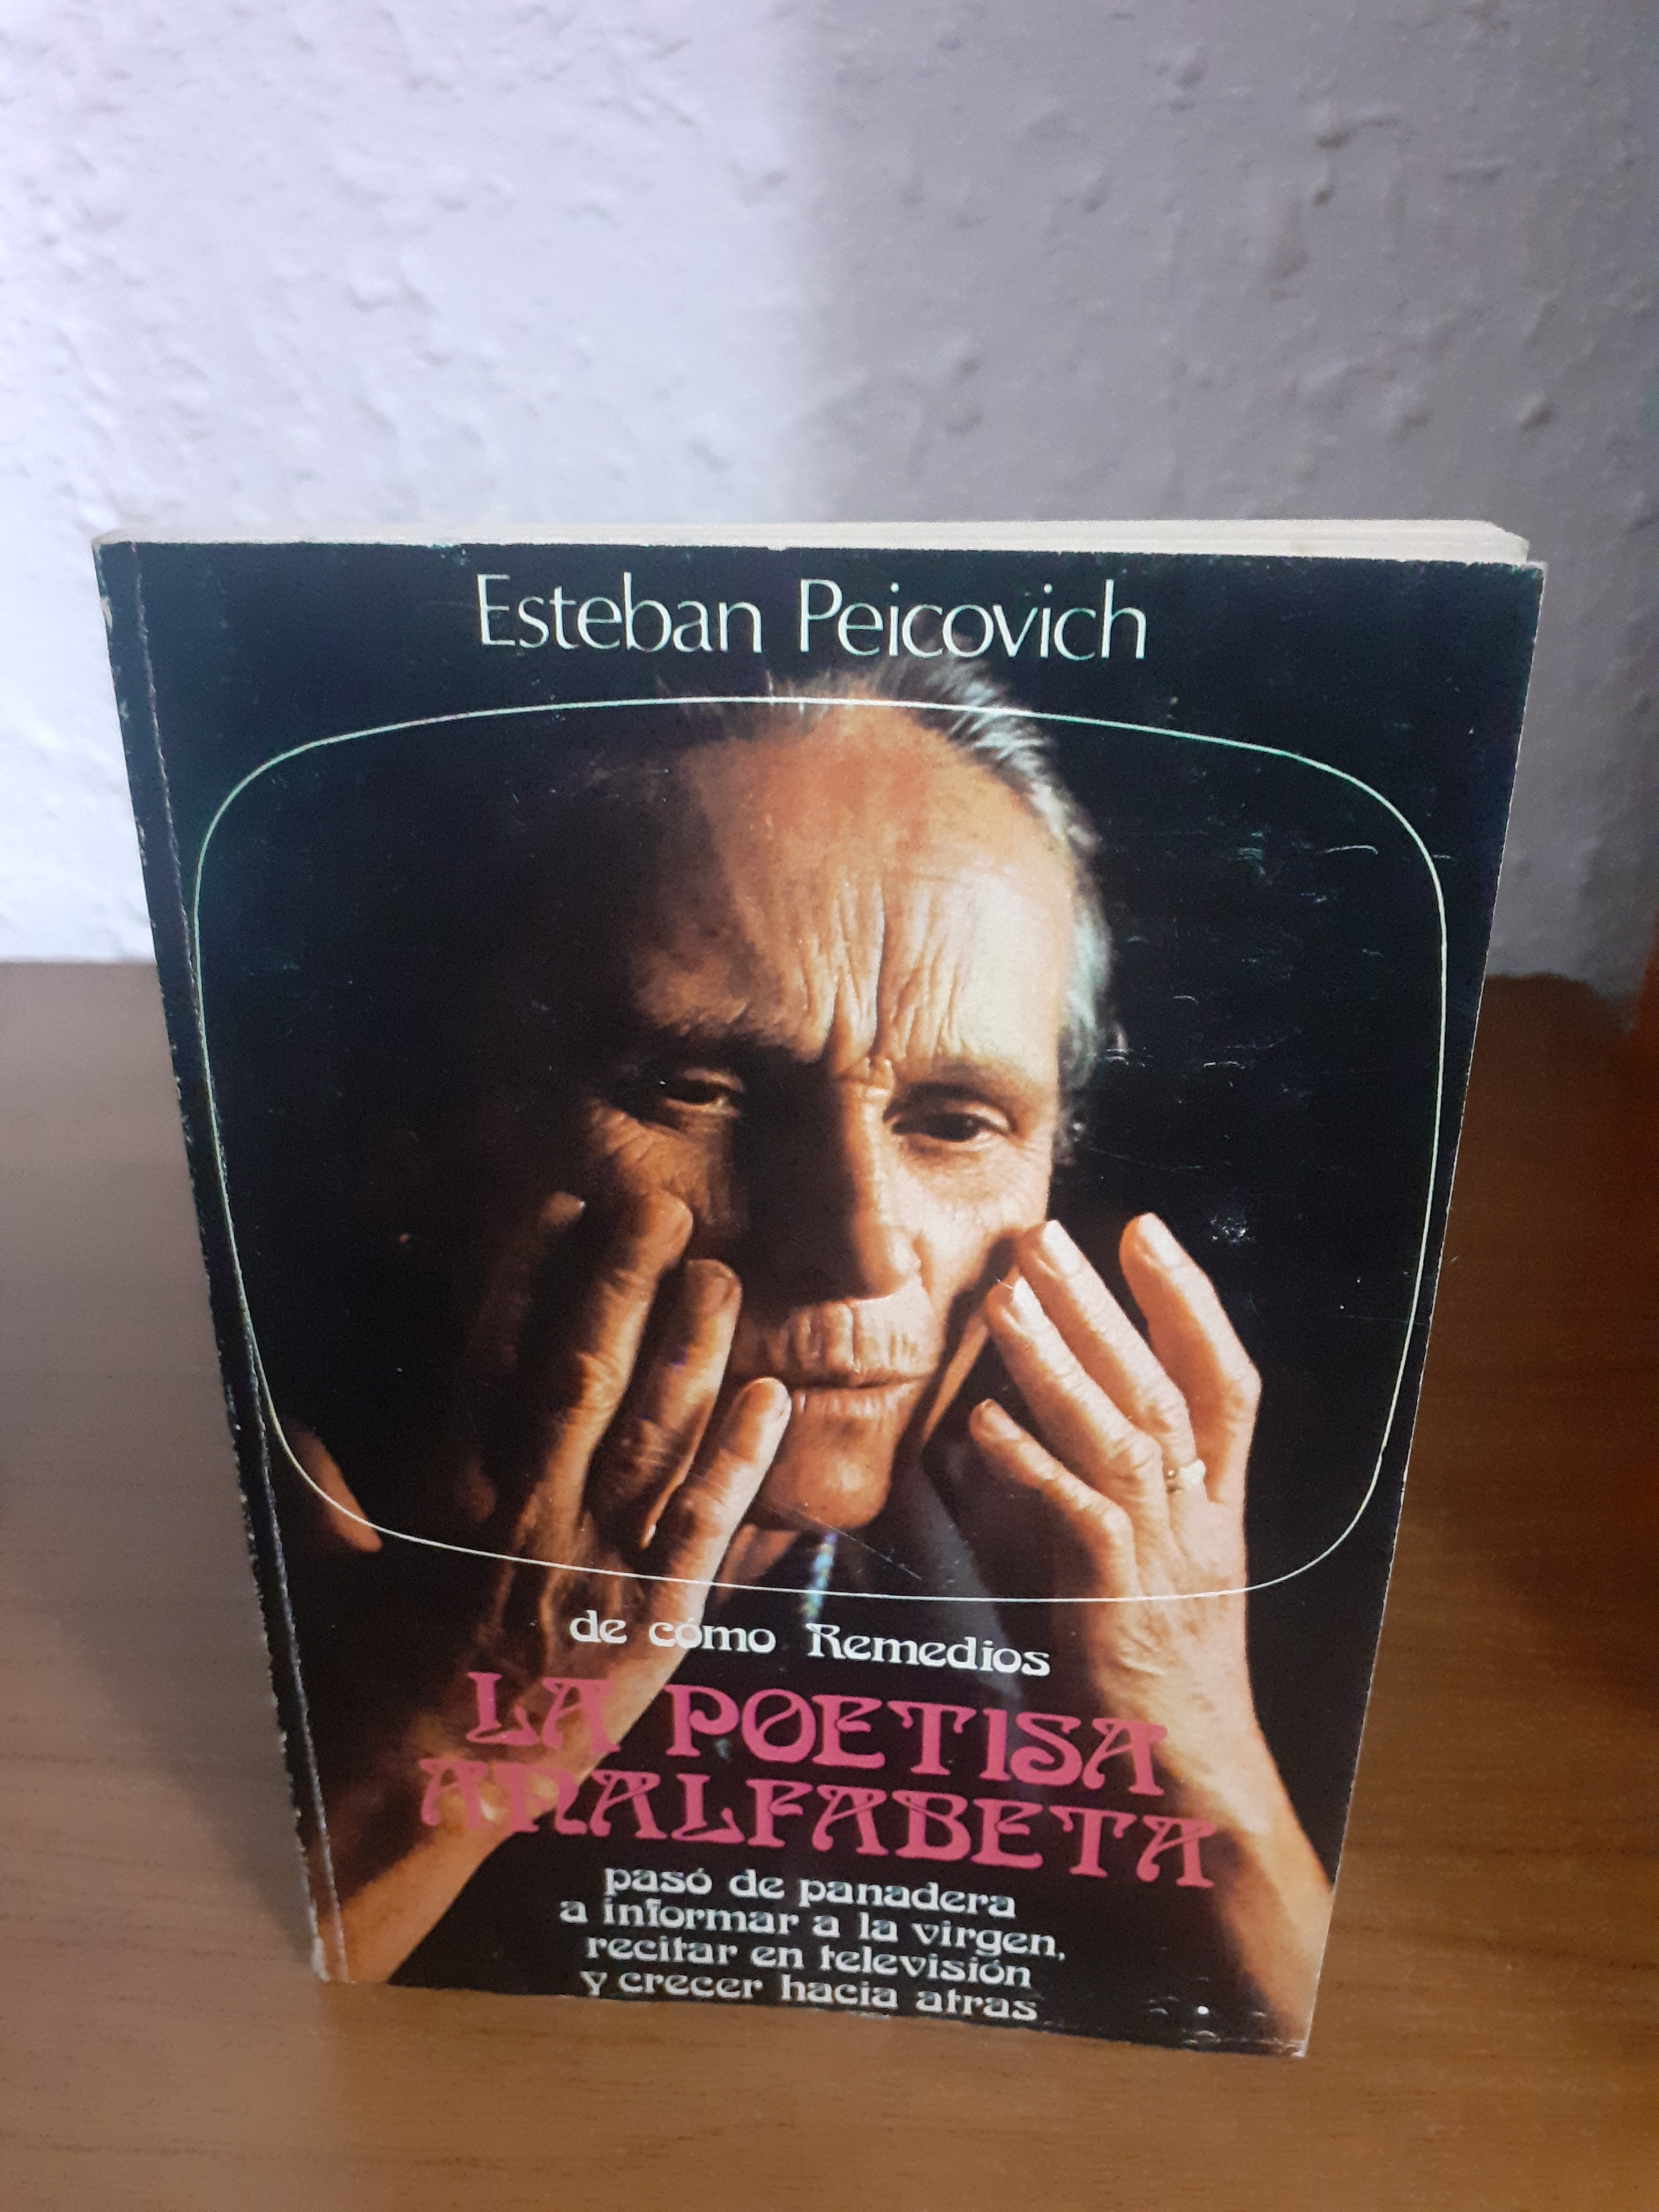 Esteban Peicovich
de cómo Remedios
LA POETISA
ANALFABETA
pasó de panadera
a informar a la virgen,
recitar en televisión
y crecer hacia atras